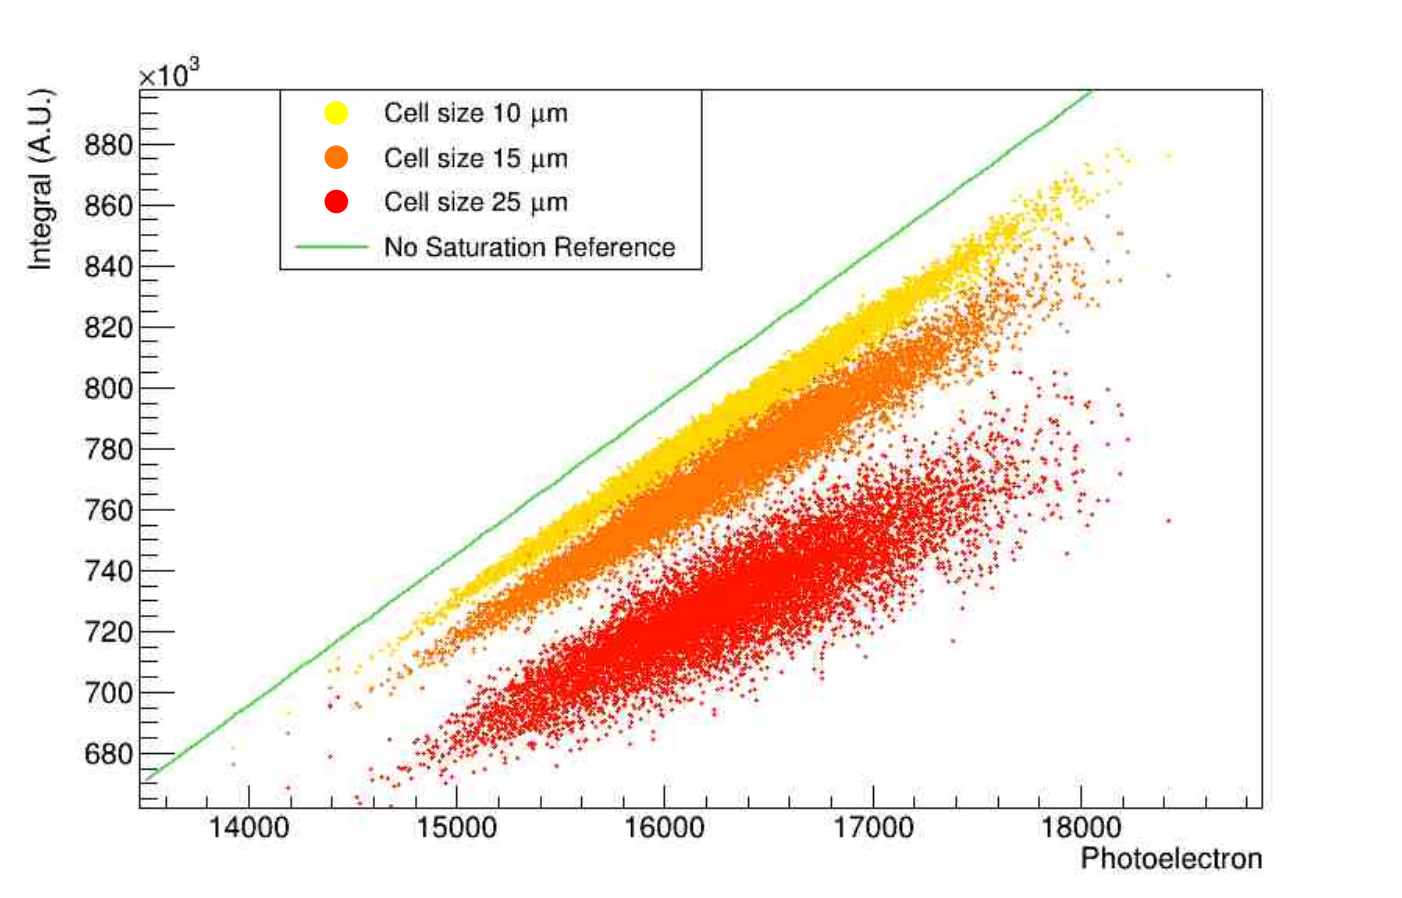 ×10³
Integral (A.U.)
880
860
840
820
800
780
760
740
720
700
680
Cell size 10 μm
Cell size 15 μm
Cell size 25 μm
No Saturation Reference
14000 15000 16000 17000 18000
Photoelectron